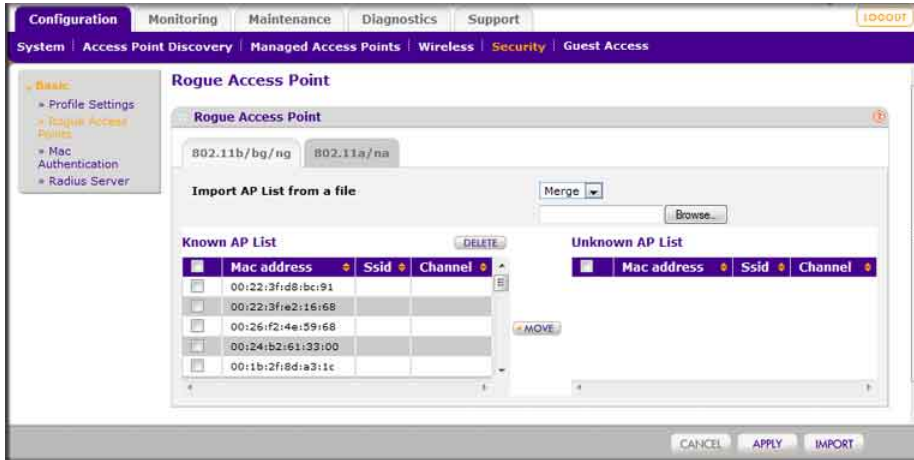 Configuration Monitoring Maintenance Diagnostics Support LOGOUT
System Access Point Discovery Managed Access Points Wireless Security Guest Access
Basic
Profile Settings
Rogue Access
Points
Mac
Authentication
Radius Server
Rogue Access Point
Rogue Access Point
802.11b/bg/ng 802.11a/na
Import AP List from a file Merge
Browse...
Known AP List DELETE
Mac address Ssid Channel
00:22:3f:d8:bc:91
00:22:3f:e2:16:68
00:26:f2:4e:59:68
00:24:b2:61:33:00
00:1b:2f:8d:a3:1c
MOVE
Unknown AP List
Mac address Ssid Channel
CANCEL APPLY IMPORT